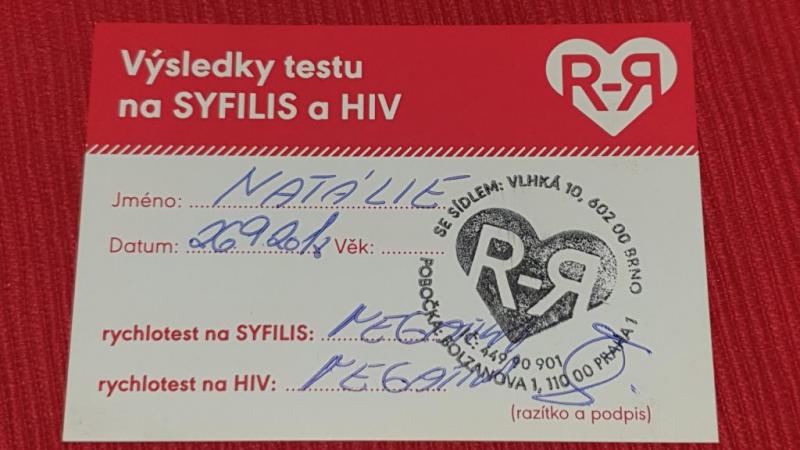 Výsledky testu
na SYFILIS a HIV
R-Я
Jméno: NATÁLIE
Datum: 26 9 2018 Věk:
rychlotest na SYFILIS: NEGATIVNÍ
rychlotest na HIV: NEGATIVNÍ
(razítko a podpis)
SE SÍDLEM: VLHKÁ 10, 602 00 BRNO
R-Я
IČ: 449 90 901
POBOČKA: BOLZANOVA 1, 110 00 PRAHA 1